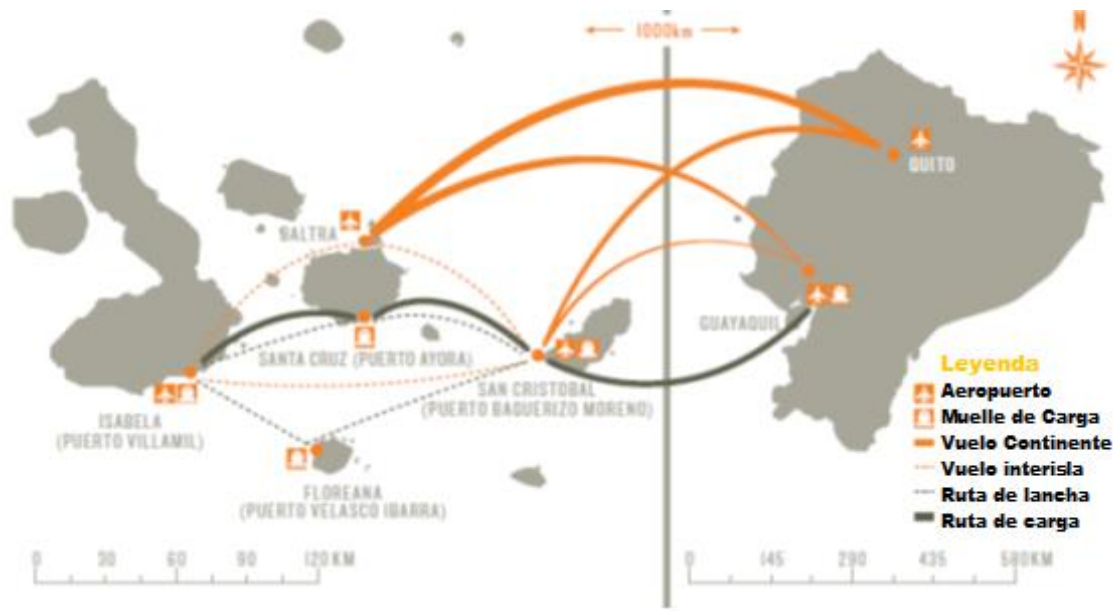 1000km
N
QUITO
BALTRA
GUAYAQUIL
SANTA CRUZ (PUERTO AYORA)
SAN CRISTOBAL
(PUERTO BAQUERIZO MORENO)
ISABELA
(PUERTO VILLAMIL)
FLOREANA
(PUERTO VELASCO IBARRA)
Leyenda
Aeropuerto
Muelle de Carga
Vuelo Continente
Vuelo interisla
Ruta de lancha
Ruta de carga
0 30 60 90 120 KM
0 145 290 435 580KM